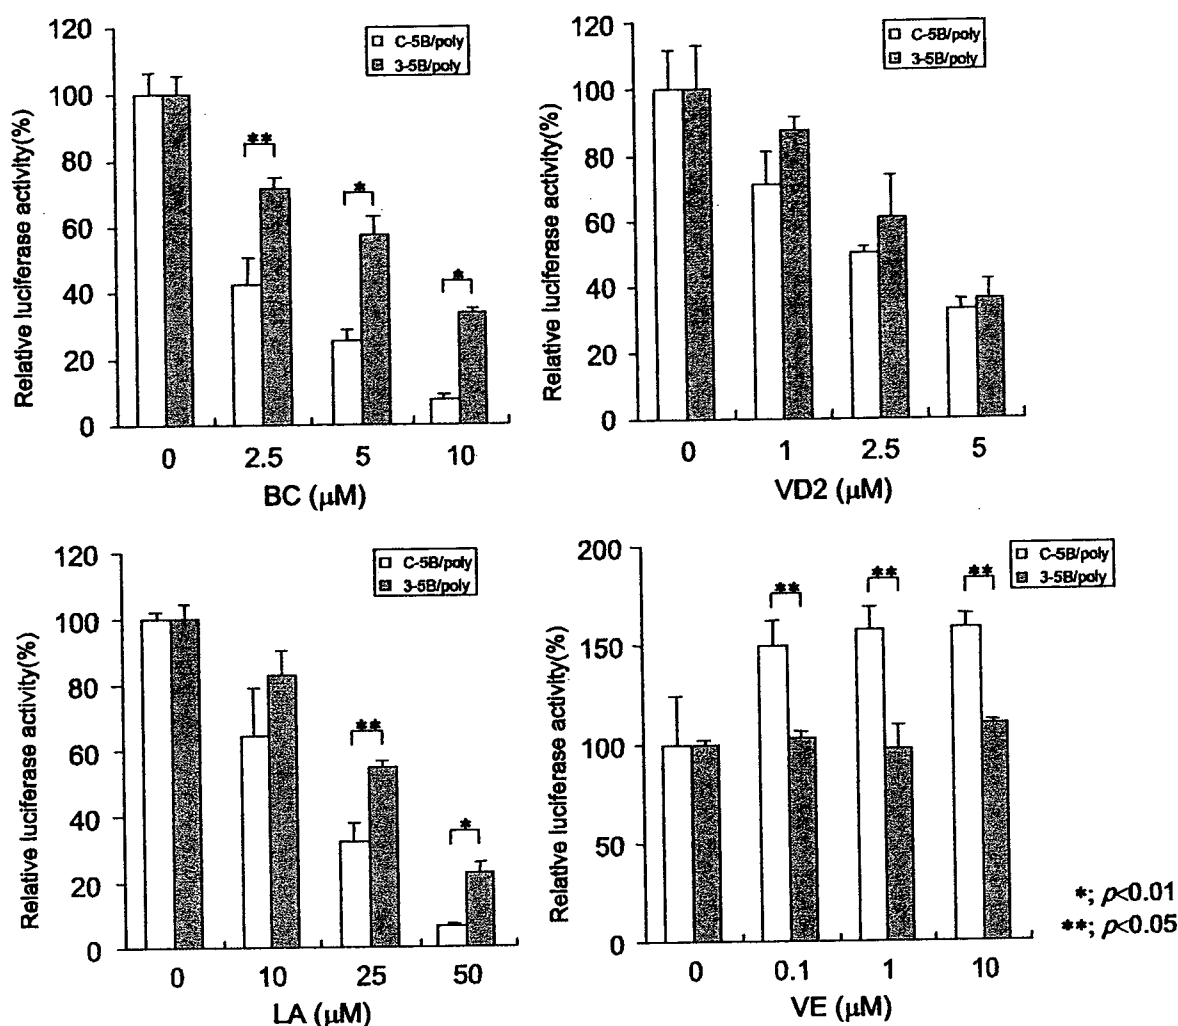 120
100
80
60
40
20
0
Relative luciferase activity(%)
C-5B/poly
3-5B/poly
**
*
*
0 2.5 5 10
BC (μM)
120
100
80
60
40
20
0
Relative luciferase activity(%)
C-5B/poly
3-5B/poly
0 1 2.5 5
VD2 (μM)
120
100
80
60
40
20
0
Relative luciferase activity(%)
C-5B/poly
3-5B/poly
**
*
0 10 25 50
LA (μM)
200
150
100
50
0
Relative luciferase activity(%)
C-5B/poly
3-5B/poly
**
**
**
0 0.1 1 10
VE (μM)
*; p<0.01
**; p<0.05